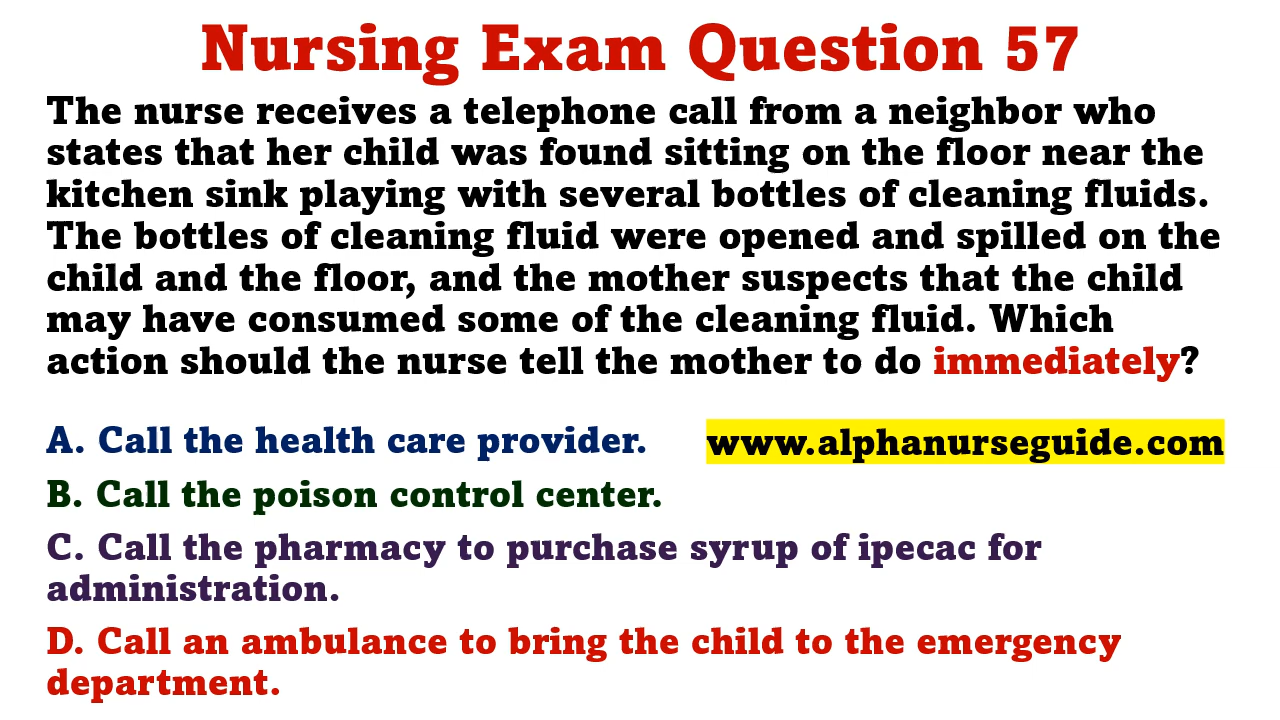 Nursing Exam Question 57
The nurse receives a telephone call from a neighbor who
states that her child was found sitting on the floor near the
kitchen sink playing with several bottles of cleaning fluids.
The bottles of cleaning fluid were opened and spilled on the
child and the floor, and the mother suspects that the child
may have consumed some of the cleaning fluid. Which
action should the nurse tell the mother to do immediately?
A. Call the health care provider.
www.alphanurseguide.com
B. Call the poison control center.
C. Call the pharmacy to purchase syrup of ipecac for
administration.
D. Call an ambulance to bring the child to the emergency
department.